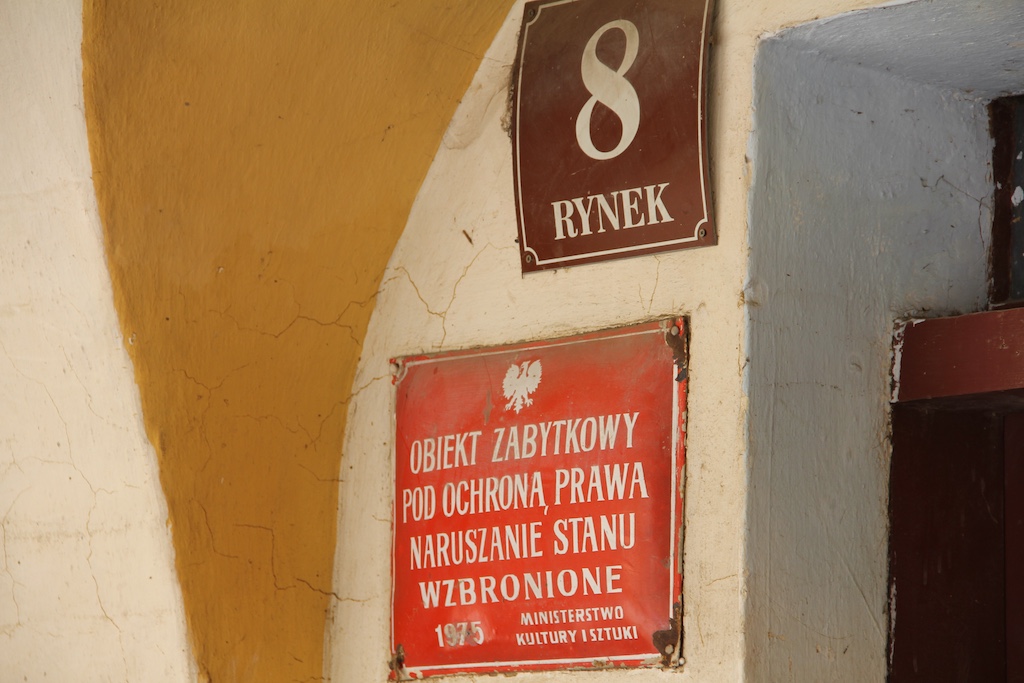 8
RYNEK
OBIEKT ZABYTKOWY
POD OCHRONĄ PRAWA
NARUSZANIE STANU
WZBRONIONE
1975 MINISTERSTWO
KULTURY I SZTUKI